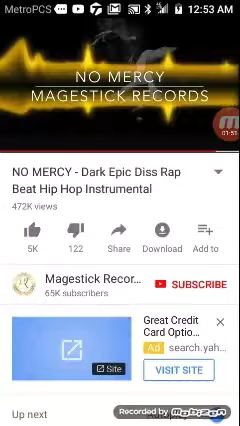 MetroPCS 12:53 AM
NO MERCY
MAGESTICK RECORDS
01:51
NO MERCY - Dark Epic Diss Rap
Beat Hip Hop Instrumental
472K views
5K 122 Share Download Add to
Magestick Recor...
SUBSCRIBE
65K subscribers
Great Credit
Card Optio...
Ad search.yah...
Site
VISIT SITE
Up next
Recorded by Mobizen